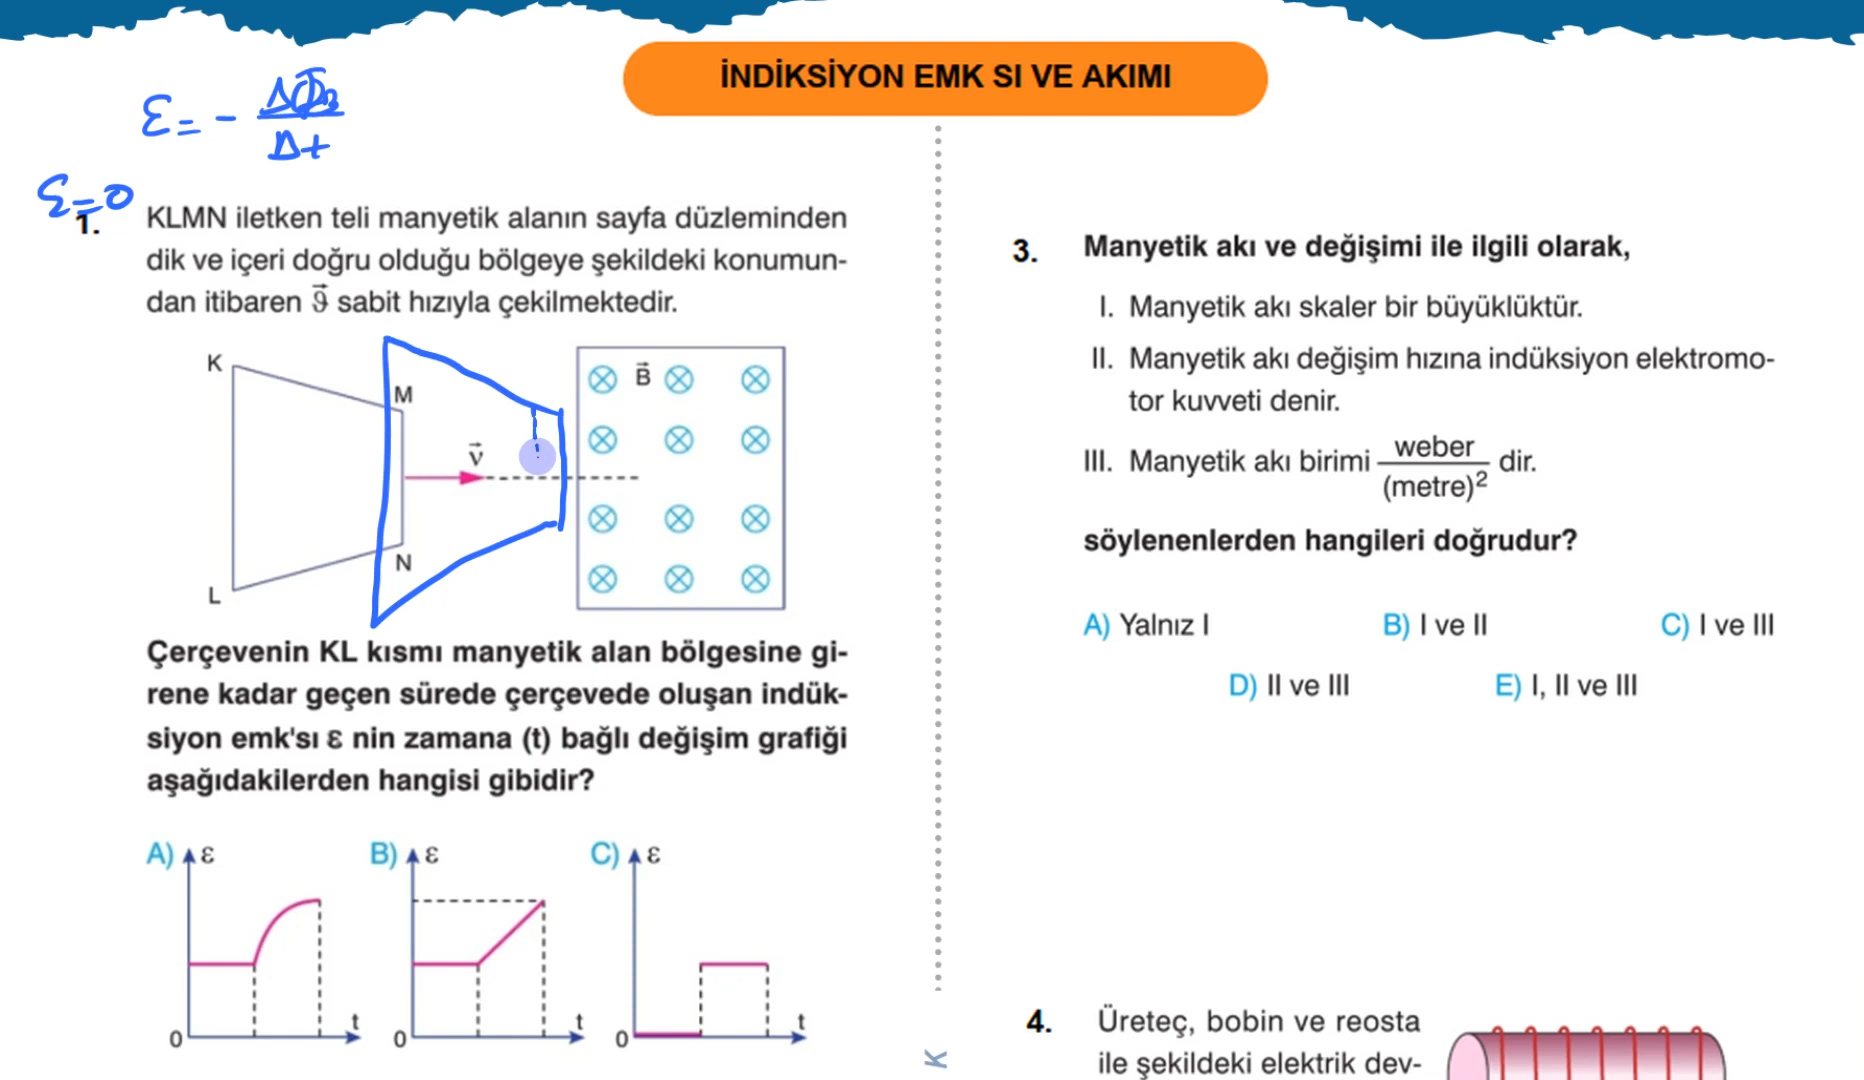 İNDİKSİYON EMK SI VE AKIMI
ε = - ΔΦB / Δt
ε = 0
1. KLMN iletken teli manyetik alanın sayfa düzleminden
dik ve içeri doğru olduğu bölgeye şekildeki konumun-
dan itibaren ϑ sabit hızıyla çekilmektedir.
K
M
B
v
N
L
Çerçevenin KL kısmı manyetik alan bölgesine gi-
rene kadar geçen sürede çerçevede oluşan indük-
siyon emk'sı ε nin zamana (t) bağlı değişim grafiği
aşağıdakilerden hangisi gibidir?
A) ε B) ε C) ε
t t t
0 0 0
3. Manyetik akı ve değişimi ile ilgili olarak,
I. Manyetik akı skaler bir büyüklüktür.
II. Manyetik akı değişim hızına indüksiyon elektromo-
tor kuvveti denir.
III. Manyetik akı birimi weber / (metre)² dir.
söylenenlerden hangileri doğrudur?
A) Yalnız I B) I ve II C) I ve III
D) II ve III E) I, II ve III
4. Üreteç, bobin ve reosta
ile şekildeki elektrik dev-